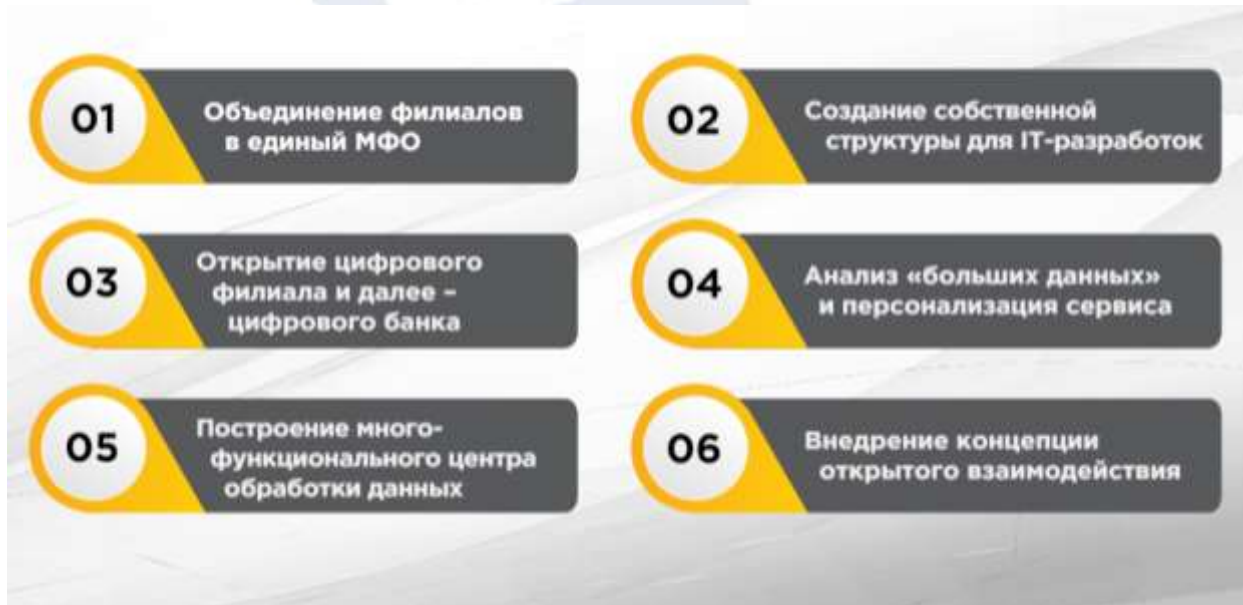 01
Объединение филиалов
в единый МФО
02
Создание собственной
структуры для IT-разработок
03
Открытие цифрового
филиала и далее –
цифрового банка
04
Анализ «больших данных»
и персонализация сервиса
05
Построение много-
функционального центра
обработки данных
06
Внедрение концепции
открытого взаимодействия